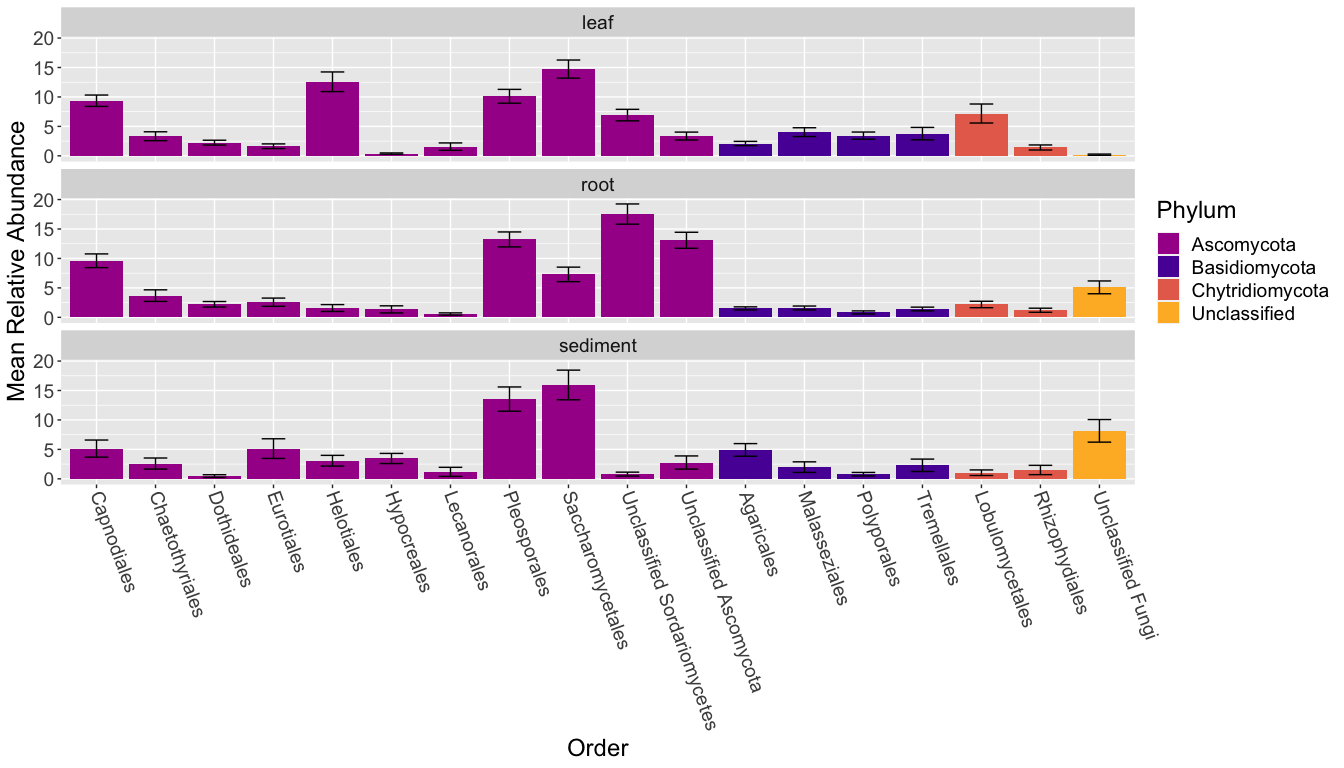 leaf
20
15
10
5
0
root
20
15
10
5
0
sediment
20
15
10
5
0
Mean Relative Abundance
Capnodiales
Chaetothyriales
Dothideales
Eurotiales
Helotiales
Hypocreales
Lecanorales
Pleosporales
Saccharomycetales
Unclassified Sordariomycetes
Unclassified Ascomycota
Agaricales
Malasseziales
Polyporales
Tremellales
Lobulomycetales
Rhizophydiales
Unclassified Fungi
Order
Phylum
Ascomycota
Basidiomycota
Chytridiomycota
Unclassified